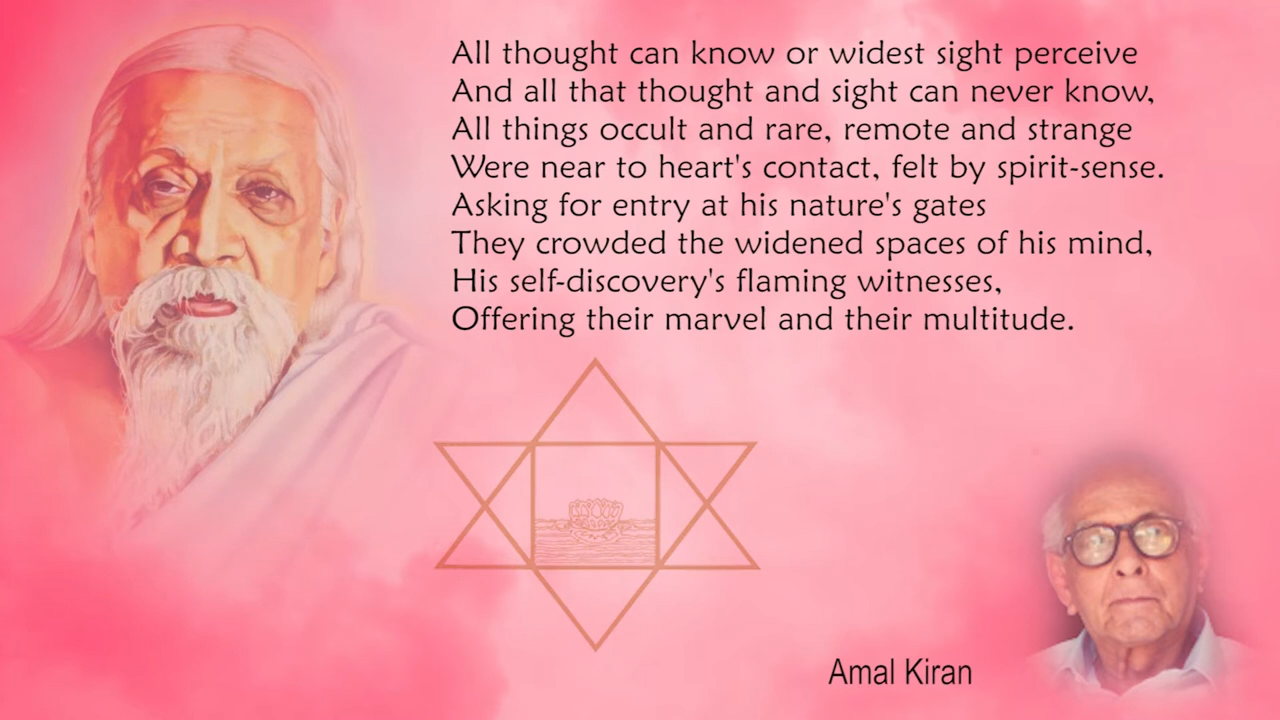 All thought can know or widest sight perceive
And all that thought and sight can never know,
All things occult and rare, remote and strange
Were near to heart's contact, felt by spirit-sense.
Asking for entry at his nature's gates
They crowded the widened spaces of his mind,
His self-discovery's flaming witnesses,
Offering their marvel and their multitude.
Amal Kiran